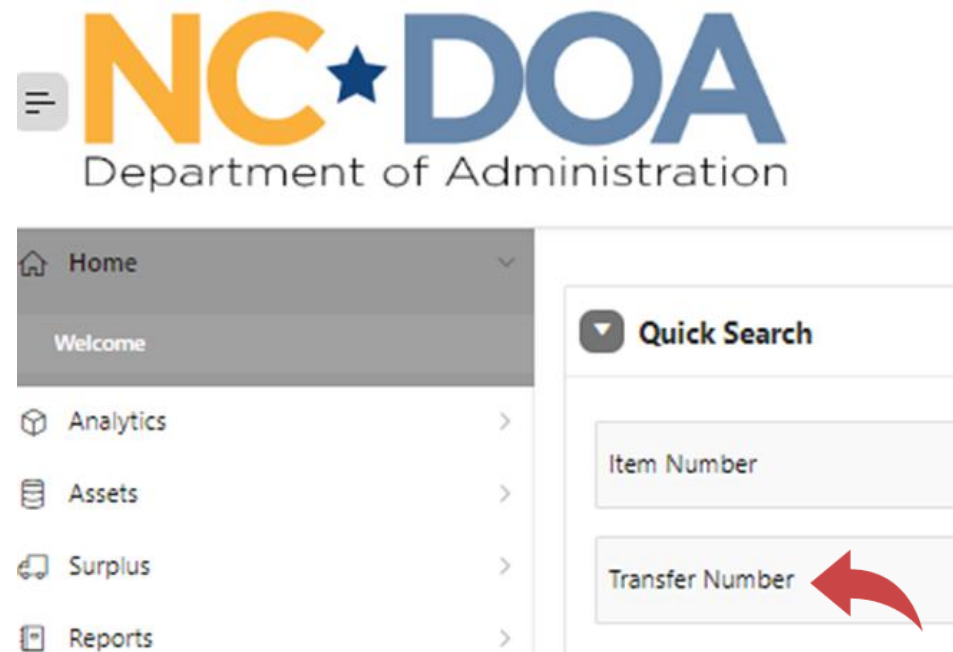 NC★DOA
Department of Administration
Home
Welcome
Analytics
Assets
Surplus
Reports
Quick Search
Item Number
Transfer Number